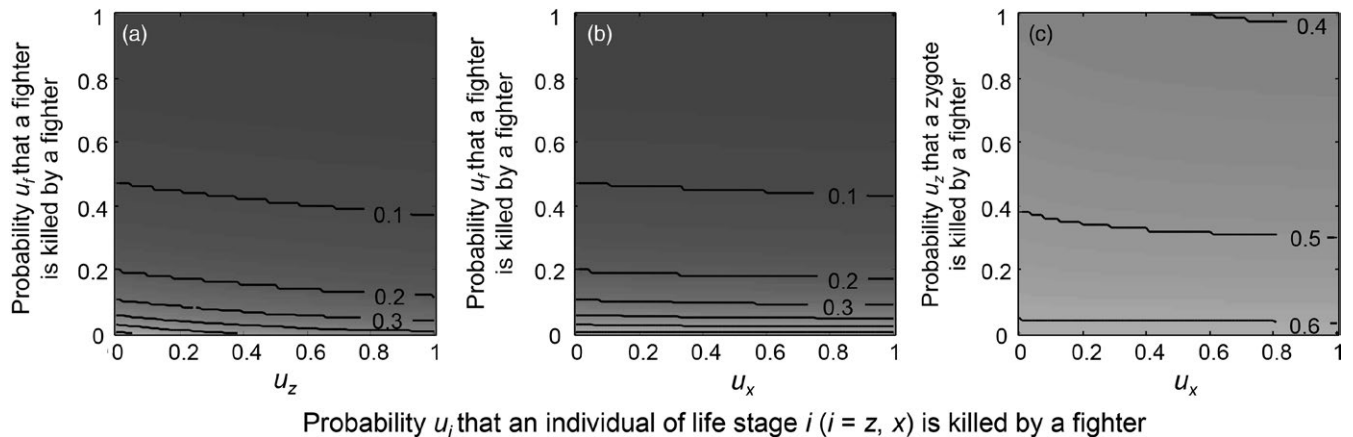 Probability u_f that a fighter
is killed by a fighter
1
0.8
0.6
0.4
0.2
0
(a)
0.1
0.2
0.3
0 0.2 0.4 0.6 0.8 1
u_z
Probability u_f that a fighter
is killed by a fighter
1
0.8
0.6
0.4
0.2
0
(b)
0.1
0.2
0.3
0 0.2 0.4 0.6 0.8 1
u_x
Probability u_z that a zygote
is killed by a fighter
1
0.8
0.6
0.4
0.2
0
(c)
0.4
0.5
0.6
0 0.2 0.4 0.6 0.8 1
u_x
Probability u_i that an individual of life stage i (i = z, x) is killed by a fighter